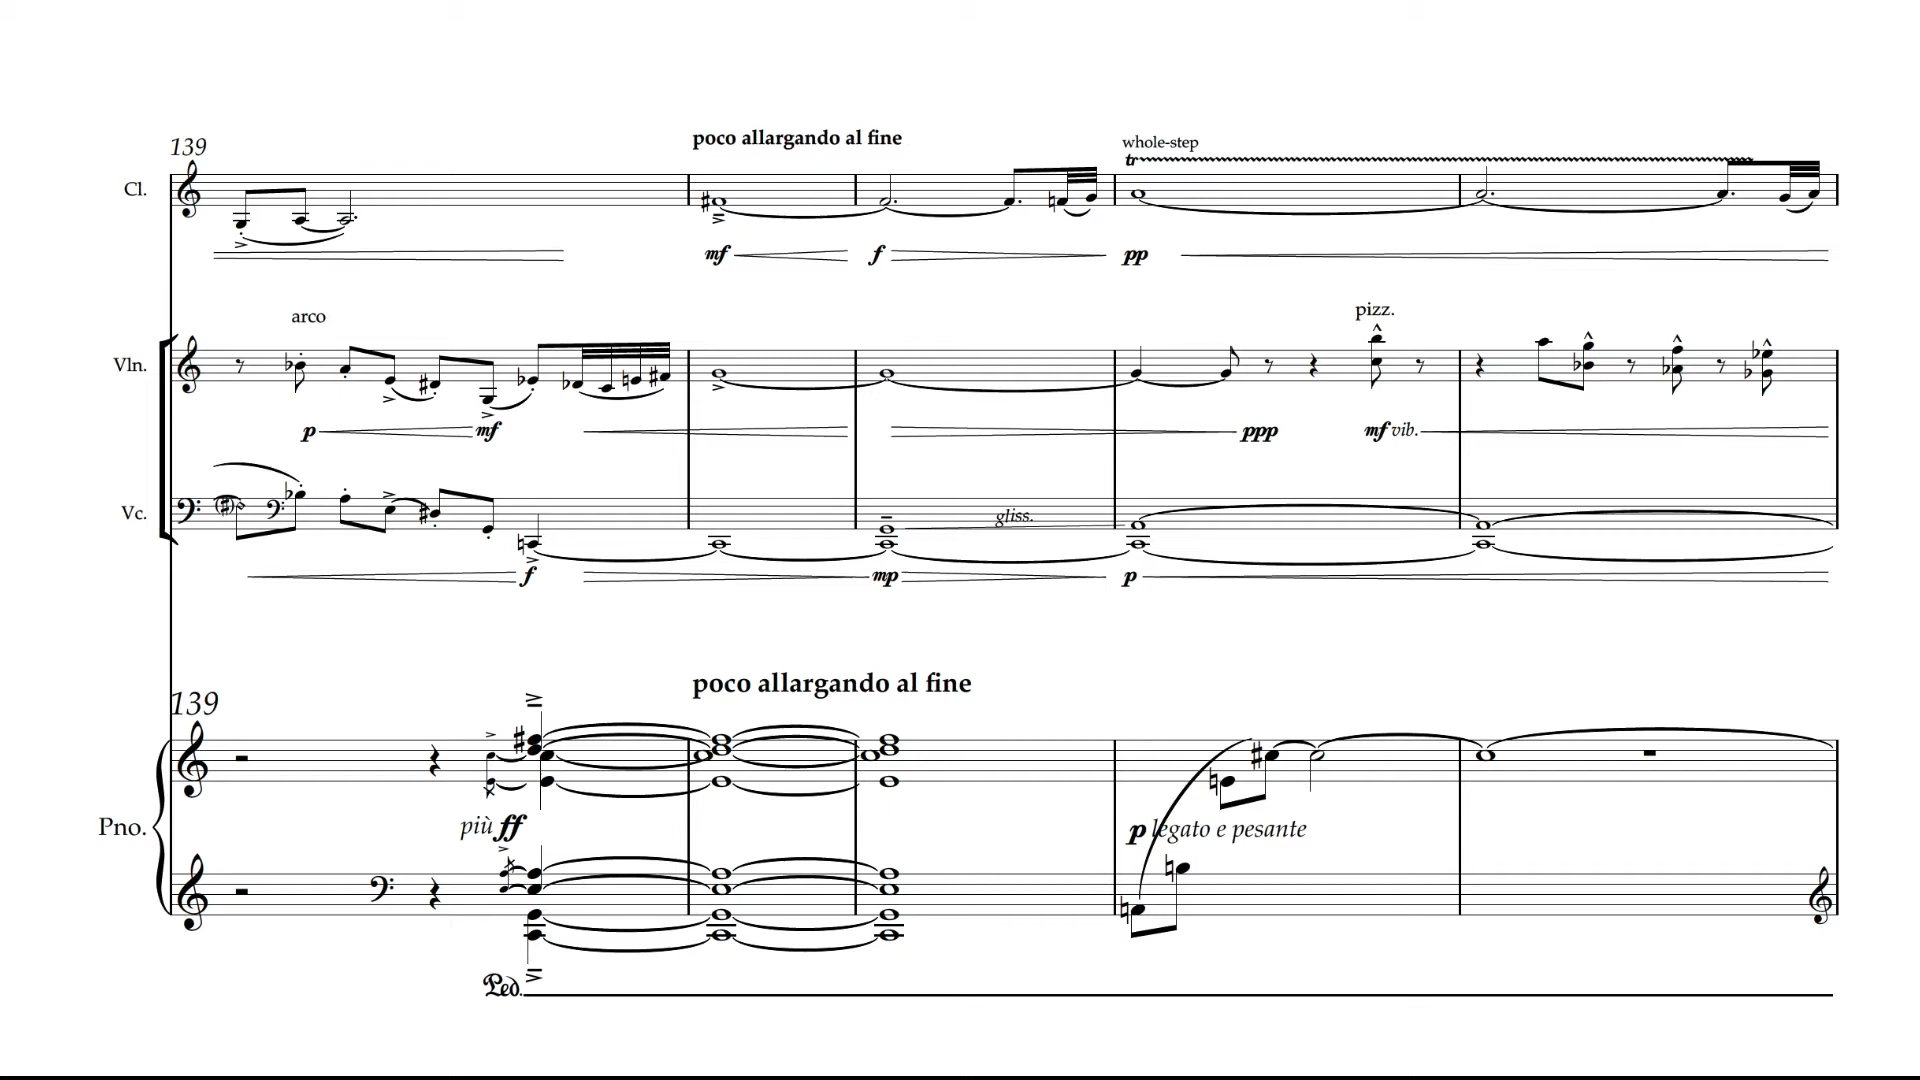 139
poco allargando al fine
whole-step
tr
Cl.
mf
f
pp
arco
pizz.
Vln.
p
mf
ppp
mf vib.
Vc.
gliss.
f
mp
p
139
poco allargando al fine
Pno.
più ff
p legato e pesante
Ped.